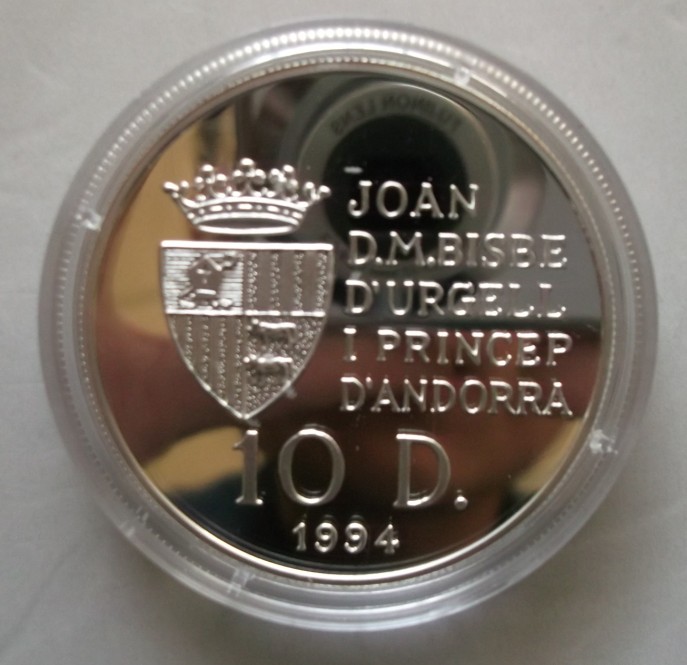 JOAN
D.M.BISBE
D'URGELL
I PRINCEP
D'ANDORRA
10 D.
1994